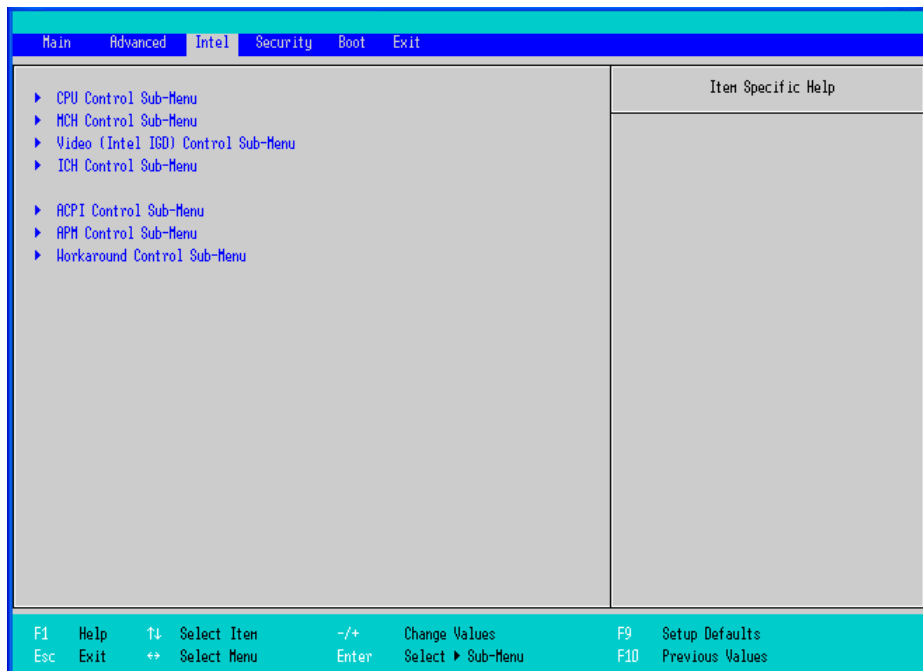 Main Advanced Intel Security Boot Exit
Item Specific Help
▶ CPU Control Sub-Menu
▶ MCH Control Sub-Menu
▶ Video (Intel IGD) Control Sub-Menu
▶ ICH Control Sub-Menu
▶ ACPI Control Sub-Menu
▶ APM Control Sub-Menu
▶ Workaround Control Sub-Menu
F1 Help ↑↓ Select Item -/+ Change Values F9 Setup Defaults
Esc Exit ↔ Select Menu Enter Select ▶ Sub-Menu F10 Previous Values